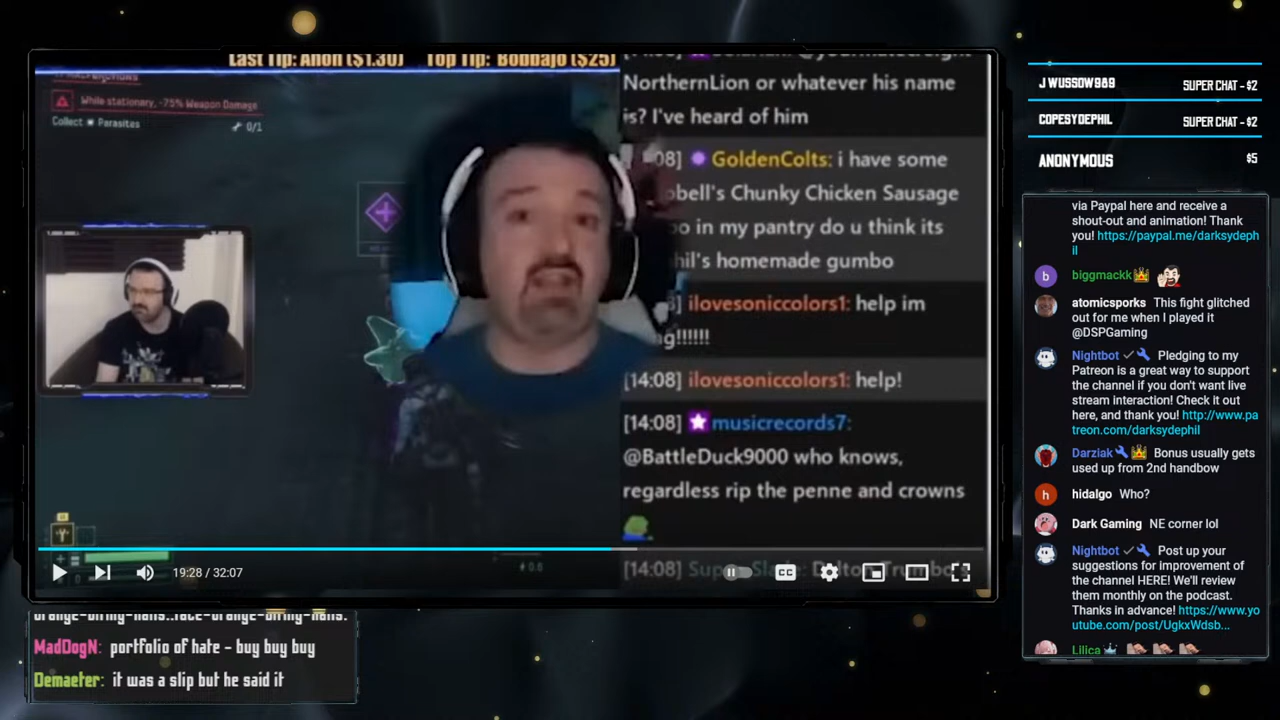 Last Tip: Anon ($1.30) Top Tip: Bobbajo ($25)
While stationary, -75% Weapon Damage
Collect Parasites 0/1
NorthernLion or whatever his name
is? I've heard of him
08] GoldenColts: i have some
obell's Chunky Chicken Sausage
o in my pantry do u think its
hil's homemade gumbo
ilovesoniccolors1: help im
g!!!!!!
[14:08] ilovesoniccolors1: help!
[14:08] musicrecords7:
@BattleDuck9000 who knows,
regardless rip the penne and crowns
[14:08]
0.6
19:28 / 32:07
CC
MadDogN: portfolio of hate - buy buy buy
Demaeter: it was a slip but he said it
J WUSSOW989 SUPER CHAT - $2
COPESYDEPHIL SUPER CHAT - $2
ANONYMOUS $5
via Paypal here and receive a
shout-out and animation! Thank
you! https://paypal.me/darksydeph
il
biggmackk
atomicsporks This fight glitched
out for me when I played it
@DSPGaming
Nightbot Pledging to my
Patreon is a great way to support
the channel if you don't want live
stream interaction! Check it out
here, and thank you! http://www.pa
treon.com/darksydephil
Darziak Bonus usually gets
used up from 2nd handbow
hidalgo Who?
Dark Gaming NE corner lol
Nightbot Post up your
suggestions for improvement of
the channel HERE! We'll review
them monthly on the podcast.
Thanks in advance! https://www.yo
utube.com/post/UgkxWdsb...
Lilica